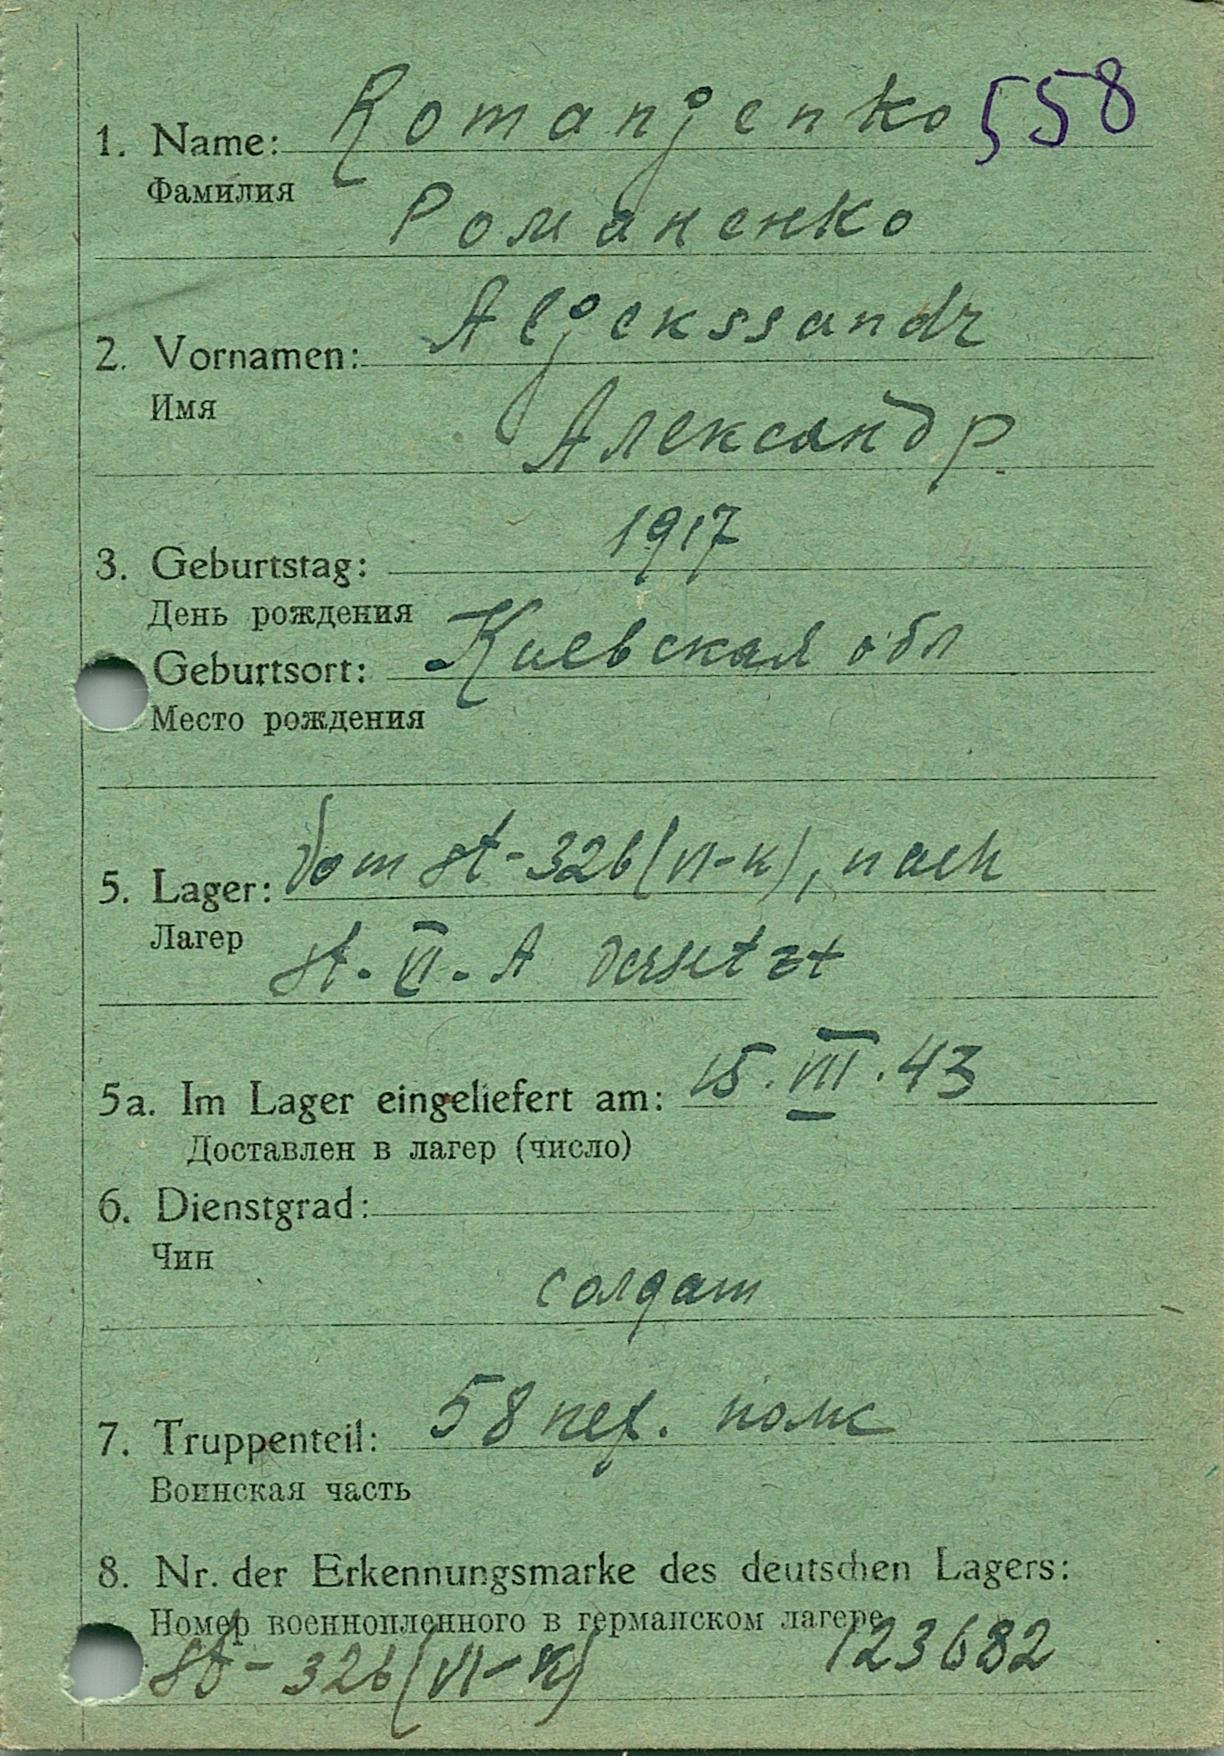 1. Name: Romanjenko 558
Фамилия
Романенко
2. Vornamen: Aljekssandr
Имя
Александр
3. Geburtstag: 1917
День рождения
Geburtsort: Киевская обл
Место рождения
5. Lager: Vom St-326(VI-K), nach
Лагер
St. VI. A versetzt
5a. Im Lager eingeliefert am: 15. VIII. 43
Доставлен в лагер (число)
6. Dienstgrad:
Чин
солдат
7. Truppenteil: 58 пех. полк
Воинская часть
8. Nr. der Erkennungsmarke des deutschen Lagers:
Номер военнопленного в германском лагере
St-326(VI-K) 123682